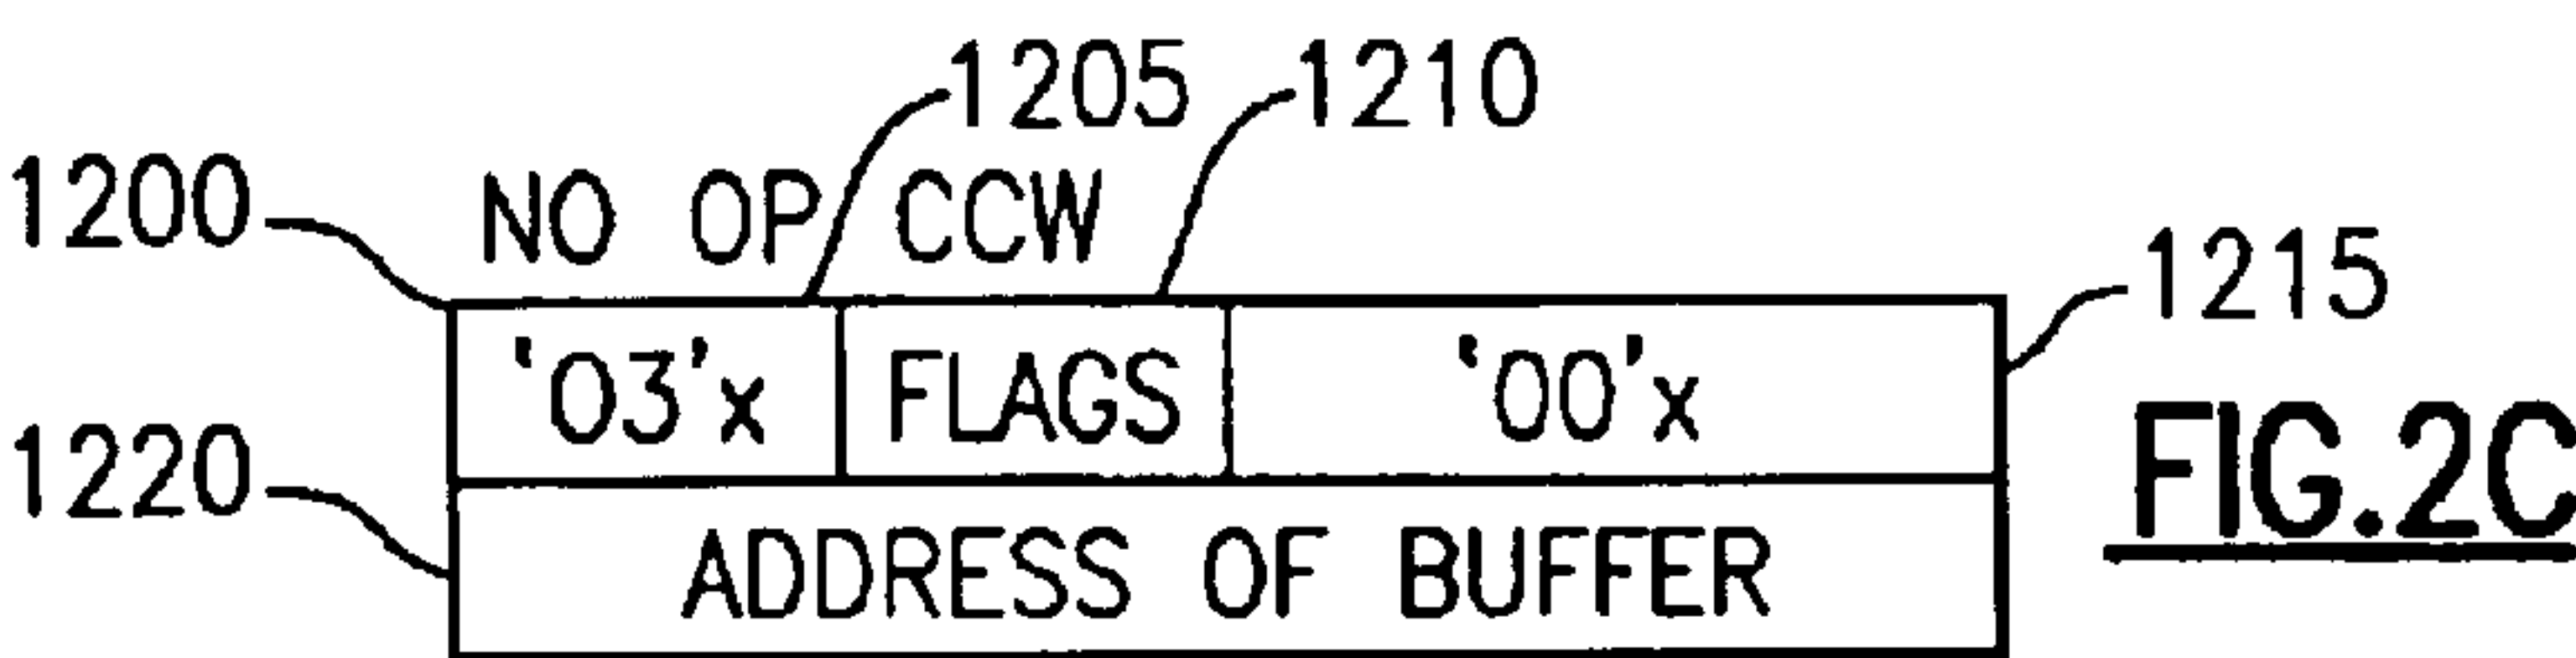 1205 1210
1200 NO OP CCW
1215
'03'x FLAGS '00'x
1220
ADDRESS OF BUFFER
FIG.2C